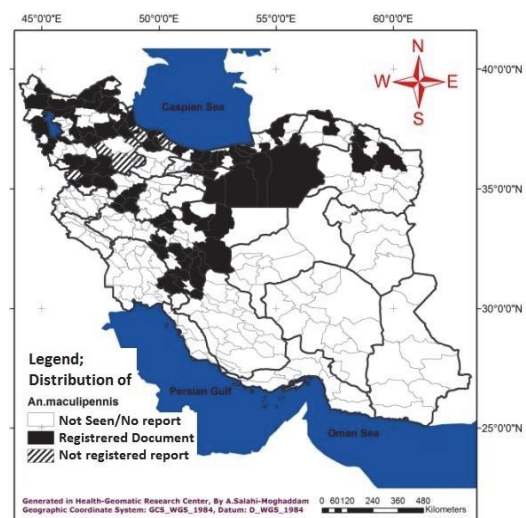 45°0'0"E 50°0'0"E 55°0'0"E 60°0'0"E
N
W E
S
40°0'0"N
Caspian Sea
35°0'0"N
30°0'0"N
Legend;
Distribution of
An.maculipennis
Not Seen/No report
Registrered Document
Not registered report
Persian Gulf
Oman Sea
25°0'0"N
Generated in Health-Geomatic Research Center, By A.Salahi-Moghaddam
Geographic Coordinate System: GCS_WGS_1984, Datum: D_WGS_1984
0 60 120 240 360 480
Kilometers